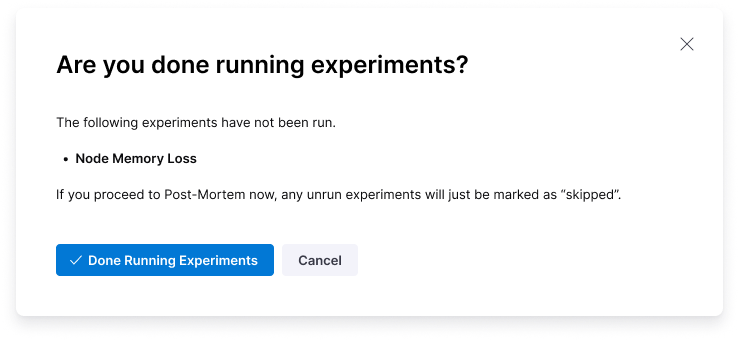 Are you done running experiments?
The following experiments have not been run.
• Node Memory Loss
If you proceed to Post-Mortem now, any unrun experiments will just be marked as “skipped”.
Done Running Experiments
Cancel